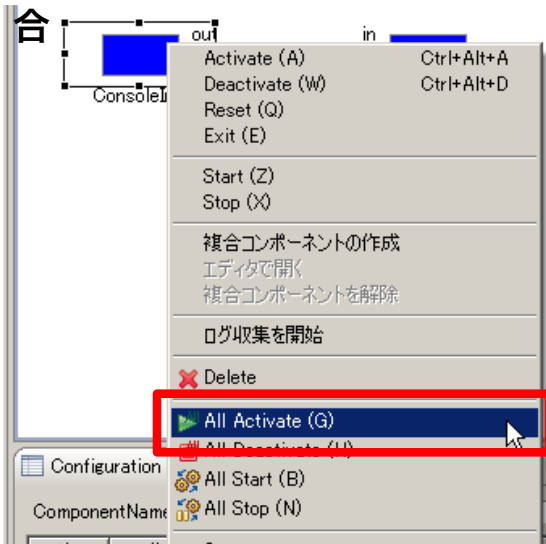 合
out
in
ConsoleI
Activate (A) Ctrl+Alt+A
Deactivate (W) Ctrl+Alt+D
Reset (Q)
Exit (E)
Start (Z)
Stop (X)
複合コンポーネントの作成
エディタで開く
複合コンポーネントを解除
ログ収集を開始
Delete
All Activate (G)
All Deactivate (H)
All Start (B)
All Stop (N)
Configuration
ComponentName